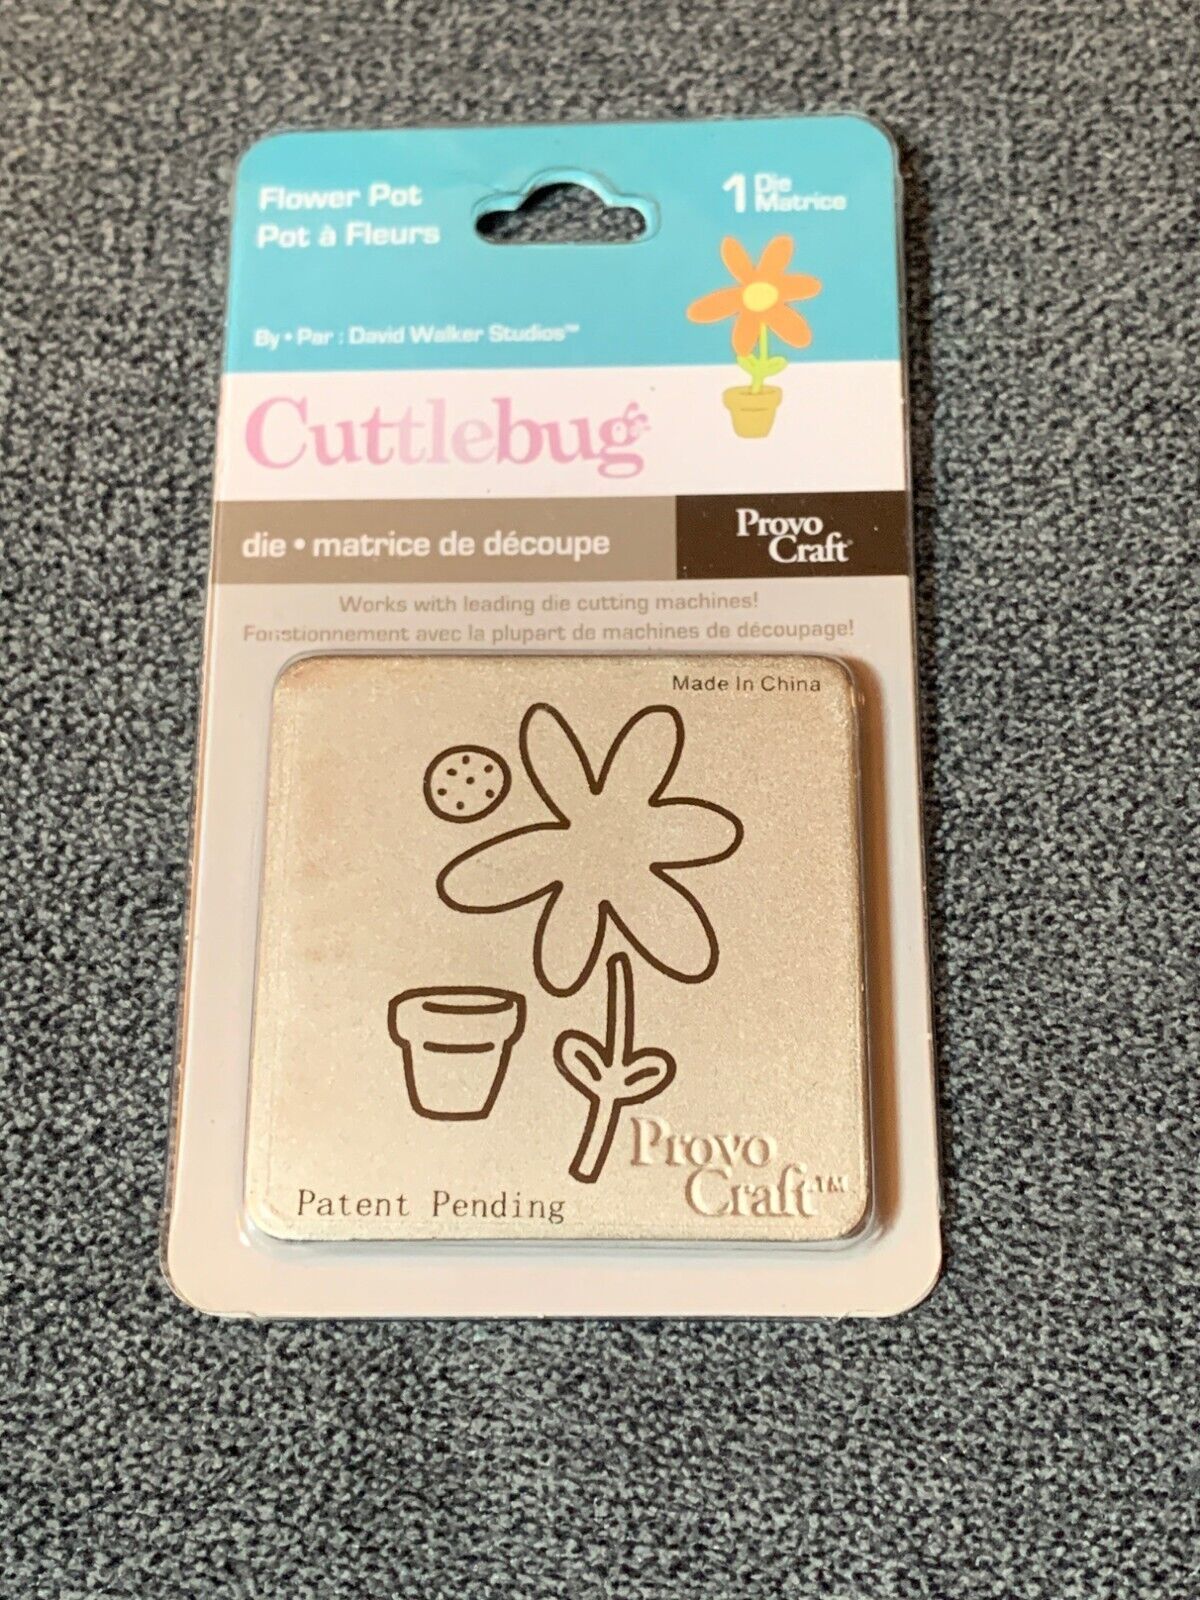 Flower Pot
Pot à Fleurs
1 Die
Matrice
By • Par : David Walker Studios™
Cuttlebug
die • matrice de découpe
Provo
Craft
Works with leading die cutting machines!
Fonctionnement avec la plupart de machines de découpage!
Made In China
Provo
Craft™
Patent Pending